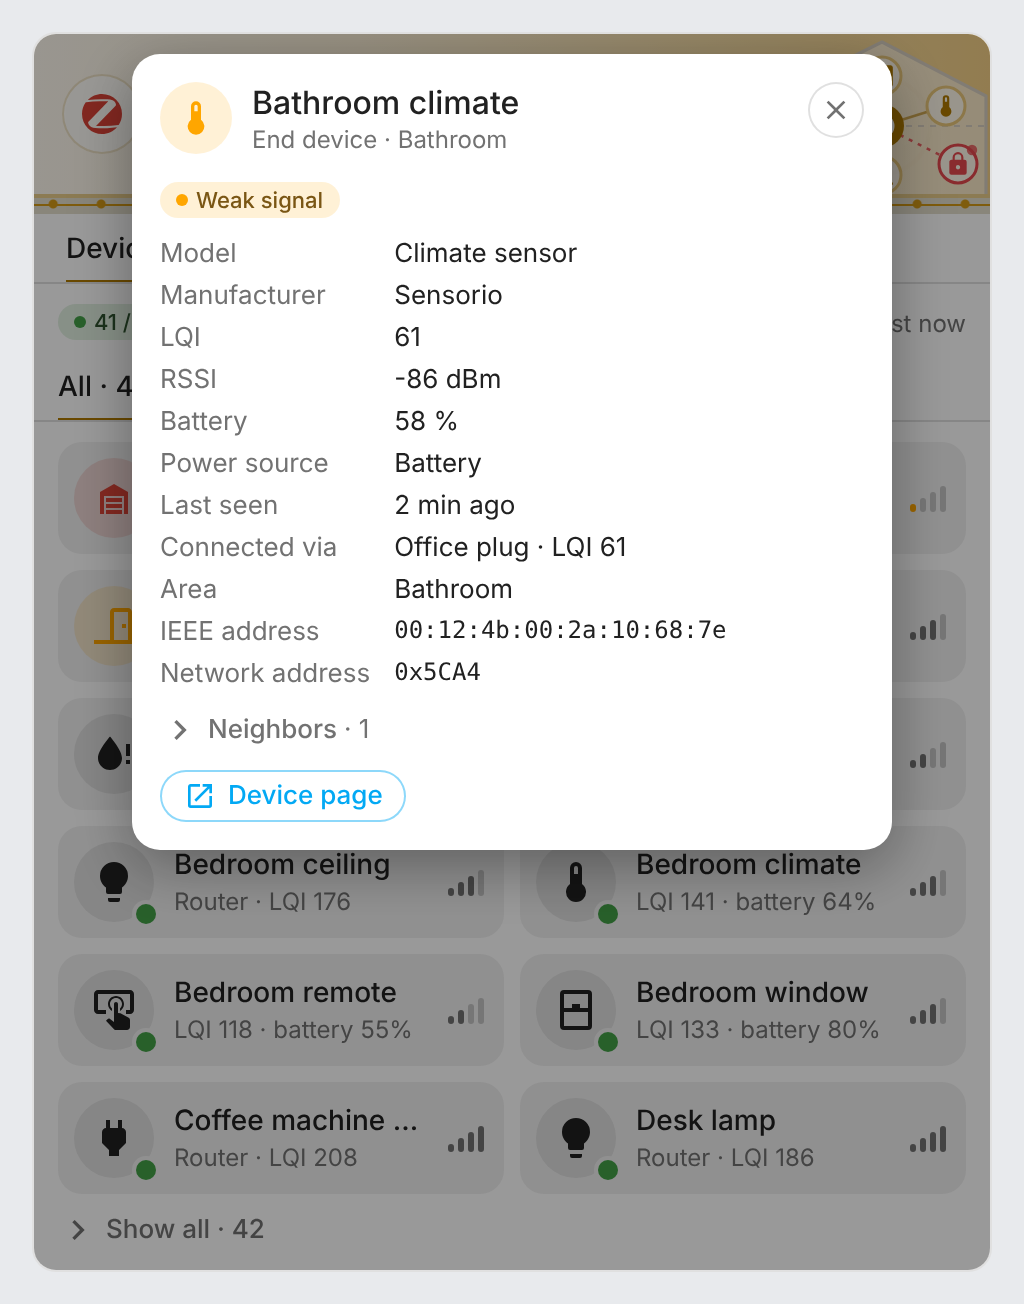 Bathroom climate
End device · Bathroom
Weak signal
Model Climate sensor
Manufacturer Sensorio
LQI 61
RSSI -86 dBm
Battery 58 %
Power source Battery
Last seen 2 min ago
Connected via Office plug · LQI 61
Area Bathroom
IEEE address 00:12:4b:00:2a:10:68:7e
Network address 0x5CA4
Neighbors · 1
Device page
41 /
now
All · 4
Bedroom ceiling
Router · LQI 176
Bedroom climate
LQI 141 · battery 64%
Bedroom remote
LQI 118 · battery 55%
Bedroom window
LQI 133 · battery 80%
Coffee machine ...
Router · LQI 208
Desk lamp
Router · LQI 186
Show all · 42